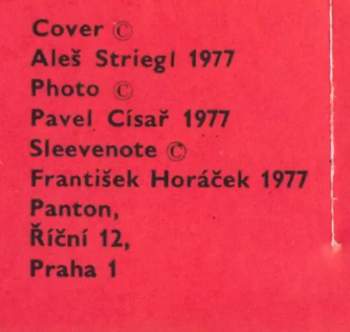 Cover ©
Aleš Striegl 1977
Photo ©
Pavel Císař 1977
Sleevenote ©
František Horáček 1977
Panton,
Říční 12,
Praha 1